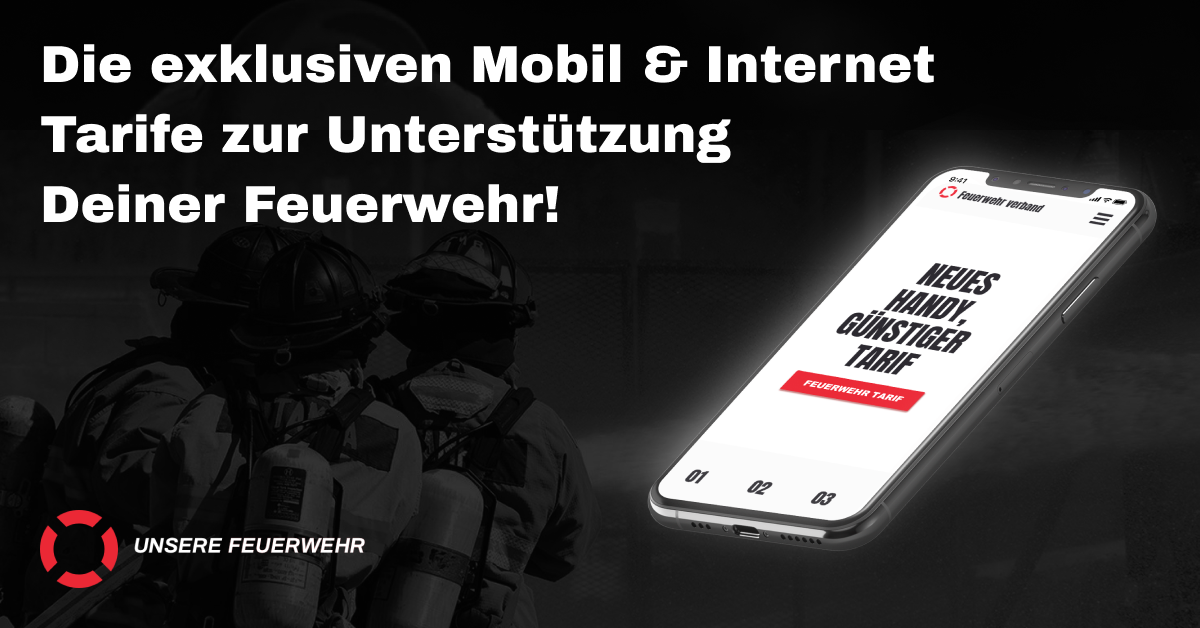 Die exklusiven Mobil & Internet
Tarife zur Unterstützung
Deiner Feuerwehr!
9:41
Feuerwehr verband
NEUES
HANDY,
GÜNSTIGER
TARIF
FEUERWEHR TARIF
01 02 03
UNSERE FEUERWEHR